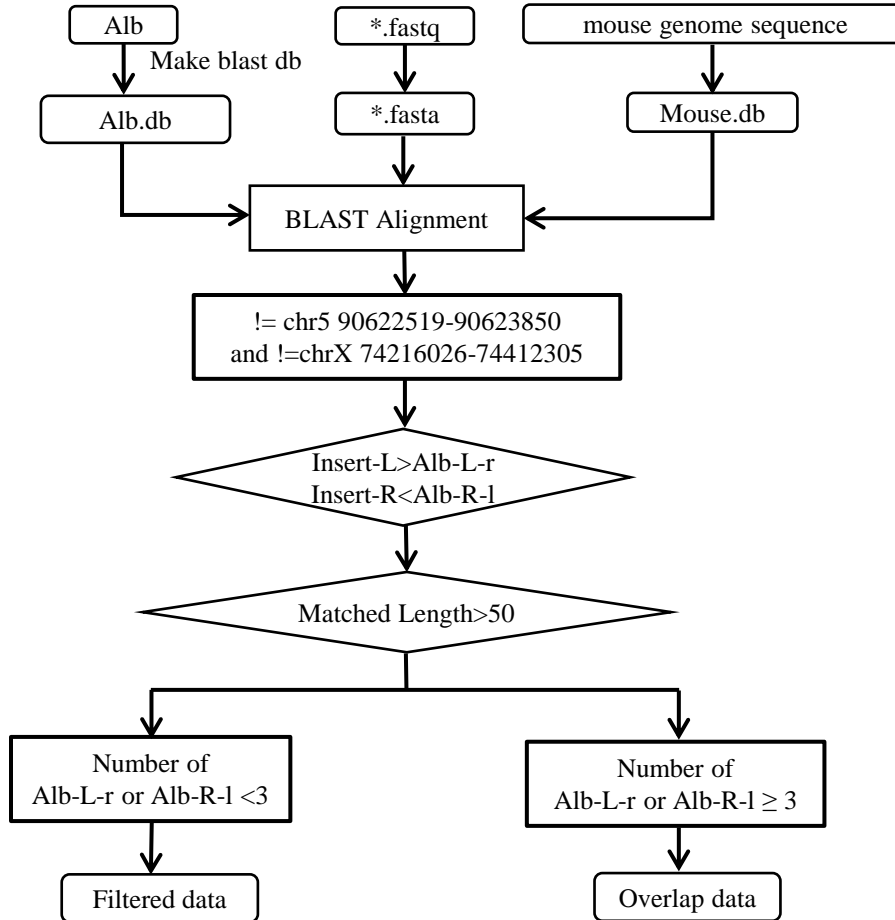 Alb
*.fastq
mouse genome sequence
Make blast db
Alb.db
*.fasta
Mouse.db
BLAST Alignment
!= chr5 90622519-90623850
and !=chrX 74216026-74412305
Insert-L>Alb-L-r
Insert-R<Alb-R-l
Matched Length>50
Number of
Alb-L-r or Alb-R-l <3
Number of
Alb-L-r or Alb-R-l ≥ 3
Filtered data
Overlap data